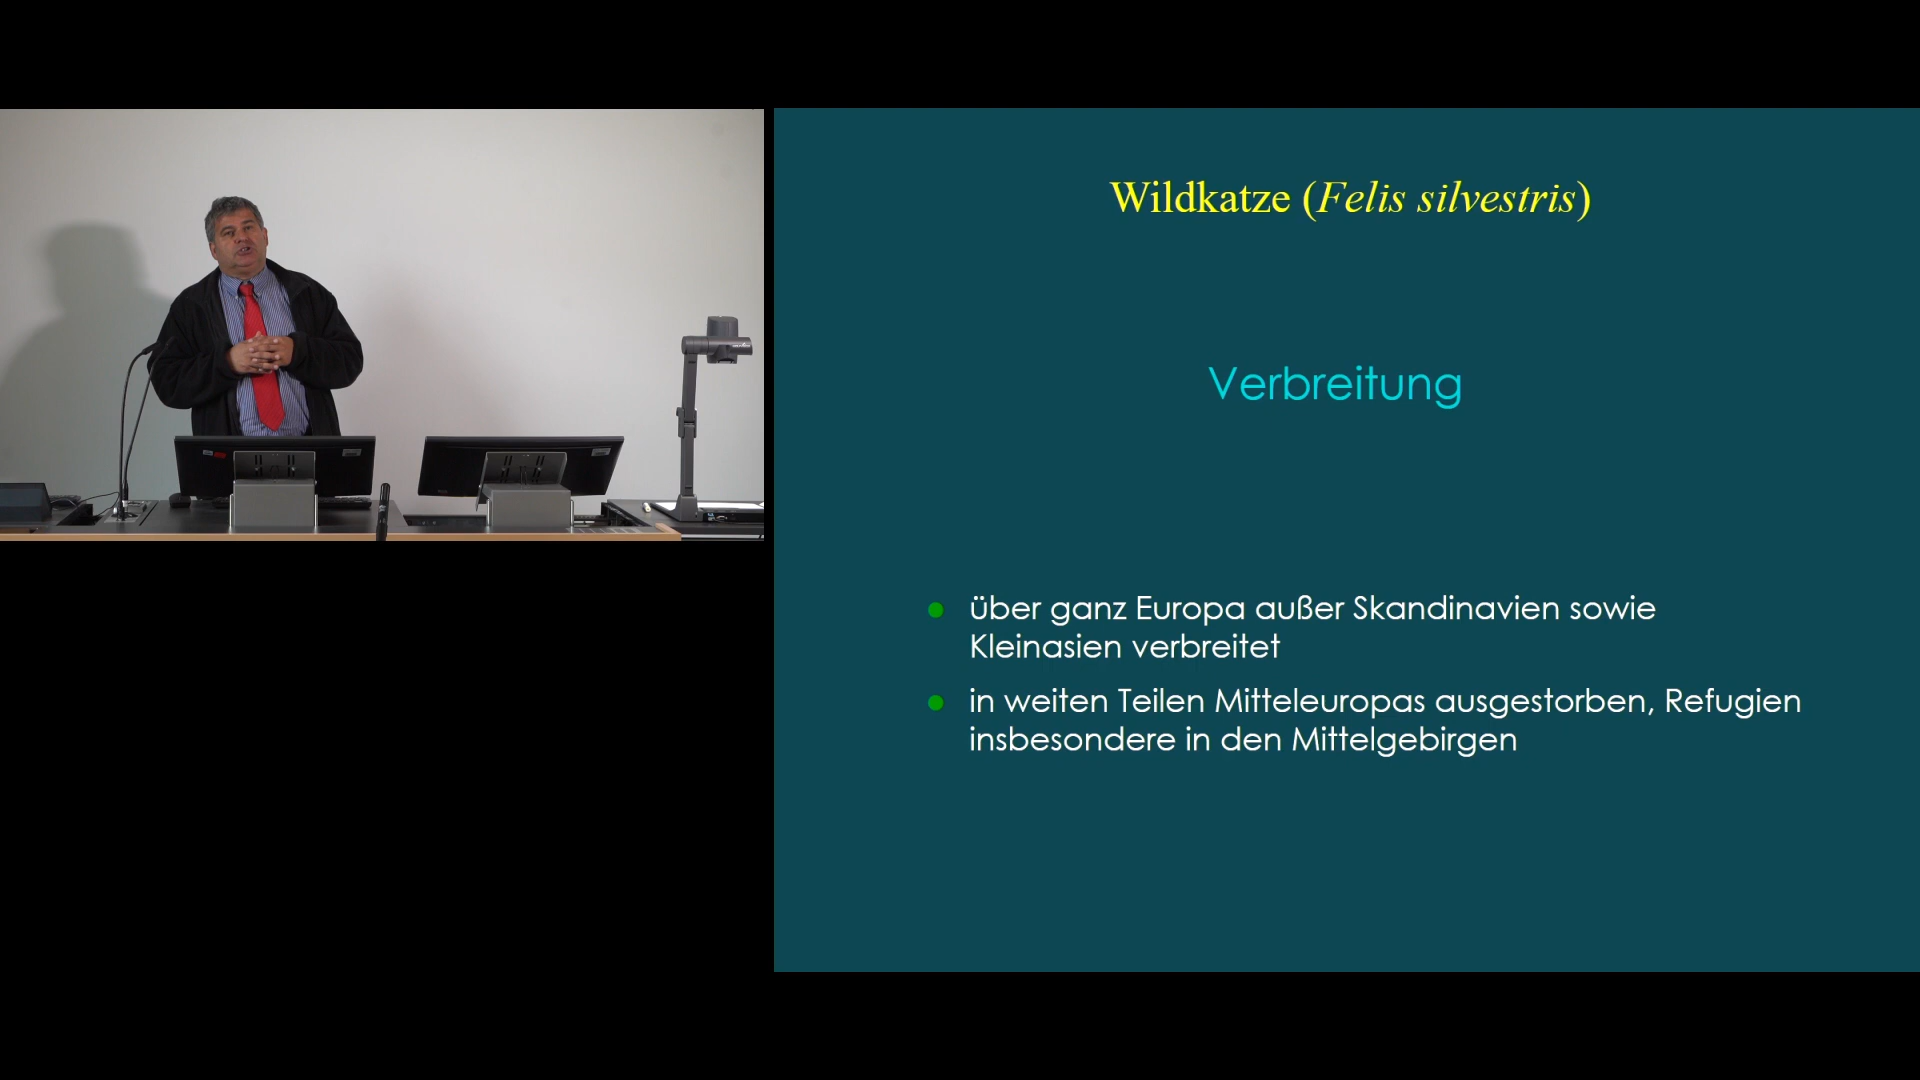 Wildkatze (Felis silvestris)
Verbreitung
über ganz Europa außer Skandinavien sowie
Kleinasien verbreitet
in weiten Teilen Mitteleuropas ausgestorben, Refugien
insbesondere in den Mittelgebirgen